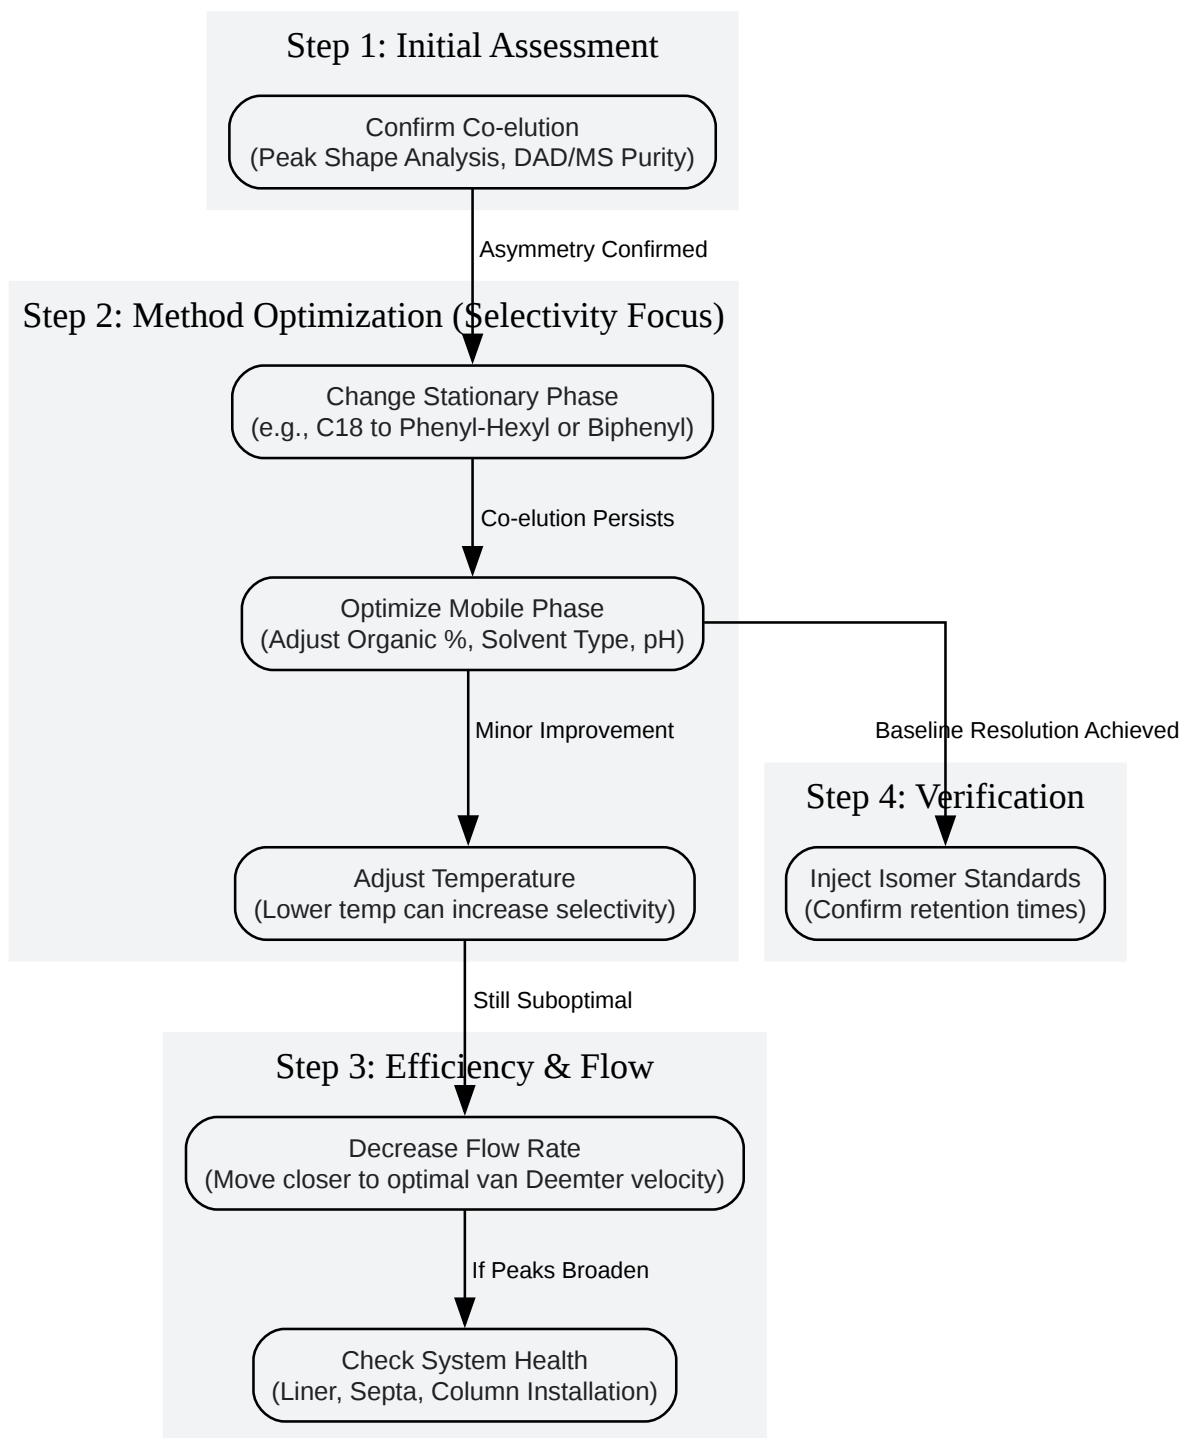 Step 1: Initial Assessment
Confirm Co-elution
(Peak Shape Analysis, DAD/MS Purity)
Asymmetry Confirmed
Step 2: Method Optimization (Selectivity Focus)
Change Stationary Phase
(e.g., C18 to Phenyl-Hexyl or Biphenyl)
Co-elution Persists
Optimize Mobile Phase
(Adjust Organic %, Solvent Type, pH)
Minor Improvement
Baseline Resolution Achieved
Step 4: Verification
Adjust Temperature
(Lower temp can increase selectivity)
Inject Isomer Standards
(Confirm retention times)
Still Suboptimal
Step 3: Efficiency & Flow
Decrease Flow Rate
(Move closer to optimal van Deemter velocity)
If Peaks Broaden
Check System Health
(Liner, Septa, Column Installation)